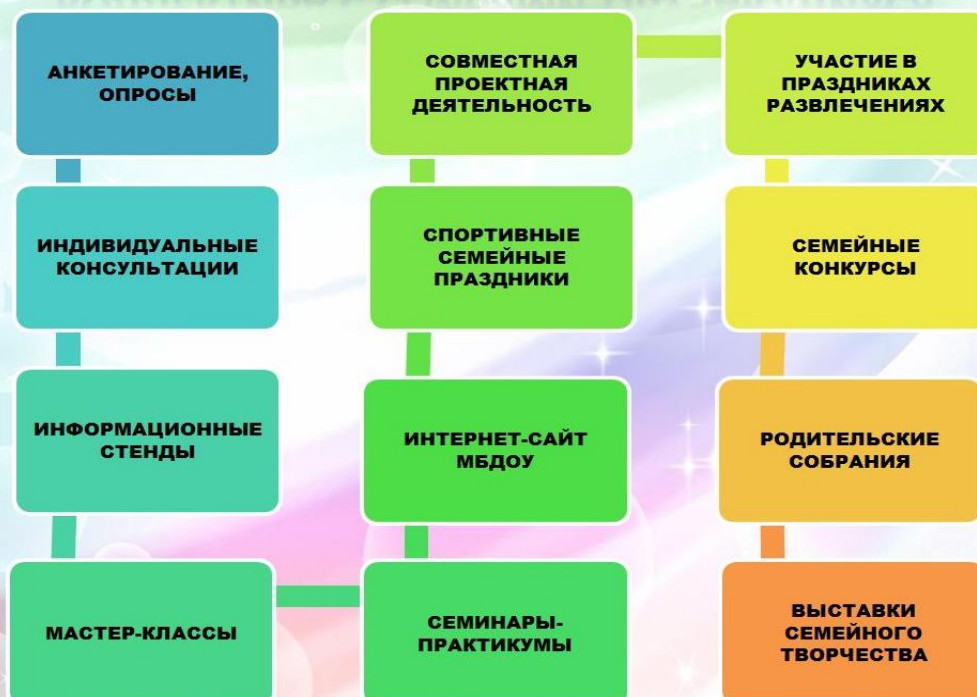 АНКЕТИРОВАНИЕ,
ОПРОСЫ
ИНДИВИДУАЛЬНЫЕ
КОНСУЛЬТАЦИИ
ИНФОРМАЦИОННЫЕ
СТЕНДЫ
МАСТЕР-КЛАССЫ
СЕМИНАРЫ-
ПРАКТИКУМЫ
ИНТЕРНЕТ-САЙТ
МБДОУ
СПОРТИВНЫЕ
СЕМЕЙНЫЕ
ПРАЗДНИКИ
СОВМЕСТНАЯ
ПРОЕКТНАЯ
ДЕЯТЕЛЬНОСТЬ
УЧАСТИЕ В
ПРАЗДНИКАХ
РАЗВЛЕЧЕНИЯХ
СЕМЕЙНЫЕ
КОНКУРСЫ
РОДИТЕЛЬСКИЕ
СОБРАНИЯ
ВЫСТАВКИ
СЕМЕЙНОГО
ТВОРЧЕСТВА